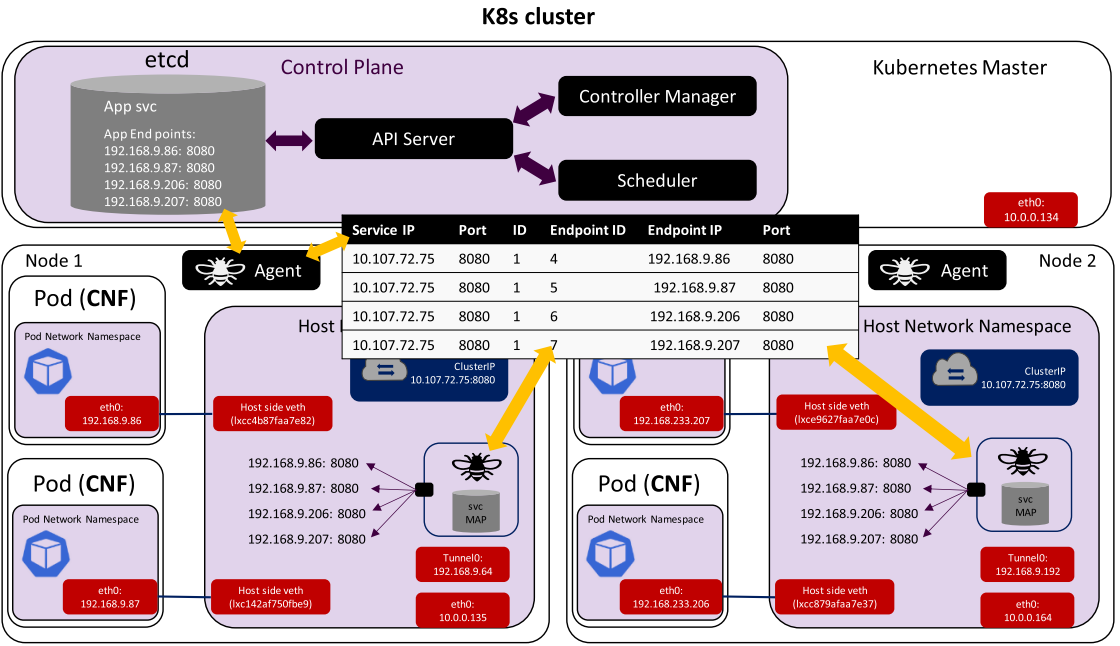 K8s cluster
etcd
Control Plane
Kubernetes Master
App svc
App End points:
192.168.9.86: 8080
192.168.9.87: 8080
192.168.9.206: 8080
192.168.9.207: 8080
API Server
Controller Manager
Scheduler
eth0:
10.0.0.134
Service IP Port ID Endpoint ID Endpoint IP Port
10.107.72.75 8080 1 4 192.168.9.86 8080
10.107.72.75 8080 1 5 192.168.9.87 8080
10.107.72.75 8080 1 6 192.168.9.206 8080
10.107.72.75 8080 1 7 192.168.9.207 8080
Node 1
Agent
Pod (CNF)
Pod Network Namespace
eth0:
192.168.9.86
Host
Host side veth
(lxcc4b87faa7e82)
ClusterIP
10.107.72.75:8080
192.168.9.86: 8080
192.168.9.87: 8080
192.168.9.206: 8080
192.168.9.207: 8080
svc
MAP
Pod (CNF)
Pod Network Namespace
eth0:
192.168.9.87
Host side veth
(lxc142af750fbe9)
Tunnel0:
192.168.9.64
eth0:
10.0.0.135
Agent
Node 2
Host Network Namespace
ClusterIP
10.107.72.75:8080
eth0:
192.168.233.207
Host side veth
(lxce9627faa7e0c)
192.168.9.86: 8080
192.168.9.87: 8080
192.168.9.206: 8080
192.168.9.207: 8080
svc
MAP
Pod (CNF)
Pod Network Namespace
eth0:
192.168.233.206
Host side veth
(lxcc879afaa7e37)
Tunnel0:
192.168.9.192
eth0:
10.0.0.164